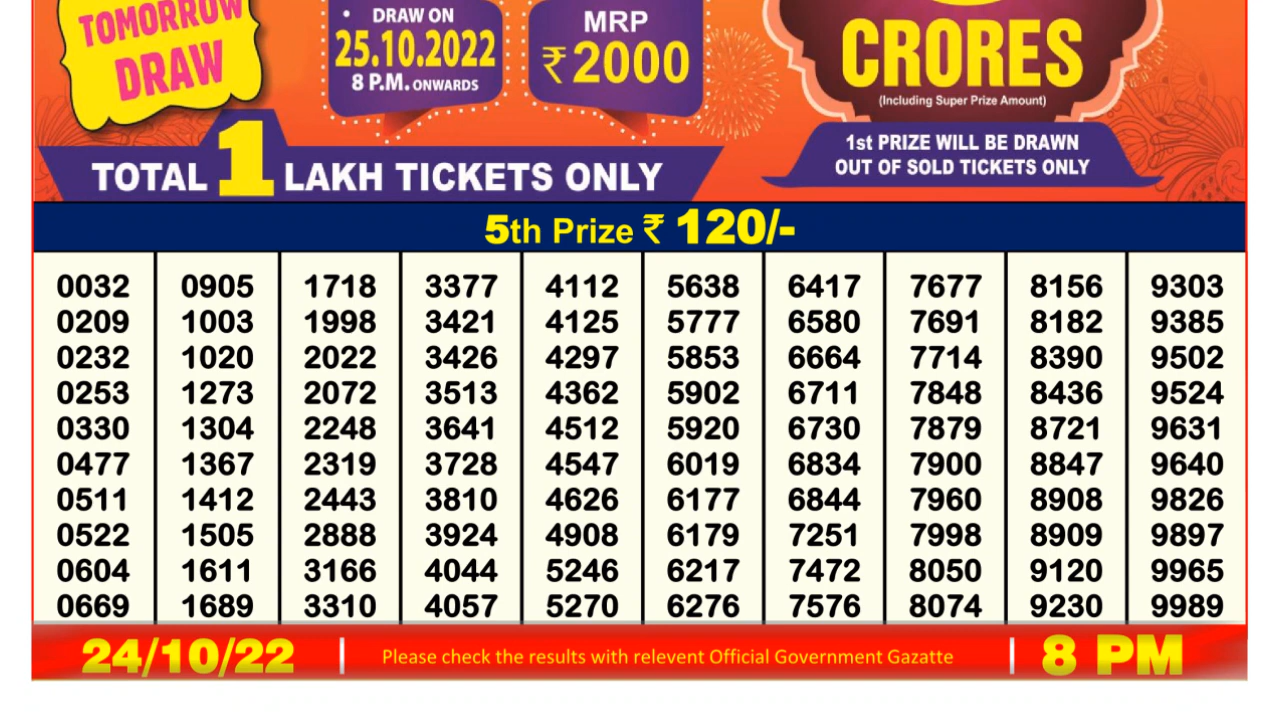 TOMORROW
DRAW
• DRAW ON
25.10.2022
8 P.M. ONWARDS
MRP
₹2000
CRORES
(Including Super Prize Amount)
1st PRIZE WILL BE DRAWN
OUT OF SOLD TICKETS ONLY
TOTAL 1 LAKH TICKETS ONLY
5th Prize ₹ 120/-
0032 0905 1718 3377 4112 5638 6417 7677 8156 9303
0209 1003 1998 3421 4125 5777 6580 7691 8182 9385
0232 1020 2022 3426 4297 5853 6664 7714 8390 9502
0253 1273 2072 3513 4362 5902 6711 7848 8436 9524
0330 1304 2248 3641 4512 5920 6730 7879 8721 9631
0477 1367 2319 3728 4547 6019 6834 7900 8847 9640
0511 1412 2443 3810 4626 6177 6844 7960 8908 9826
0522 1505 2888 3924 4908 6179 7251 7998 8909 9897
0604 1611 3166 4044 5246 6217 7472 8050 9120 9965
0669 1689 3310 4057 5270 6276 7576 8074 9230 9989
24/10/22 | Please check the results with relevent Official Government Gazatte | 8 PM